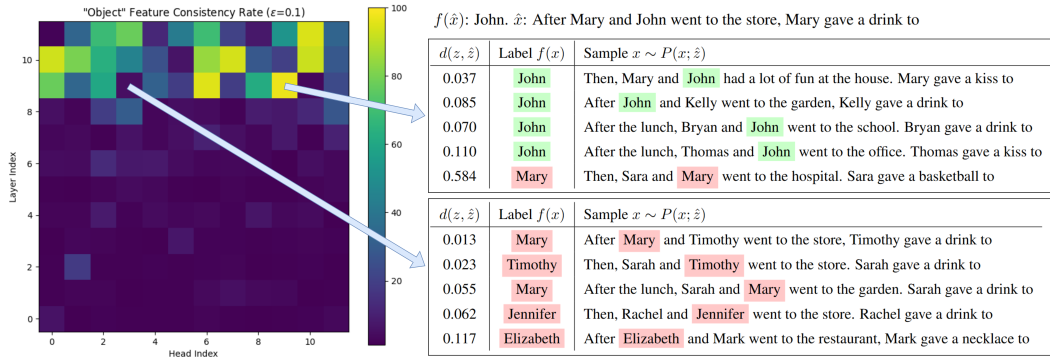 "Object" Feature Consistency Rate (ε=0.1)
10
8
6
4
2
0
Layer Index
0 2 4 6 8 10
Head Index
100
80
60
40
20
f(x̂): John. x̂: After Mary and John went to the store, Mary gave a drink to
d(z, ẑ) Label f(x) Sample x ∼ P(x; ẑ)
0.037 John Then, Mary and John had a lot of fun at the house. Mary gave a kiss to
0.085 John After John and Kelly went to the garden, Kelly gave a drink to
0.070 John After the lunch, Bryan and John went to the school. Bryan gave a drink to
0.110 John After the lunch, Thomas and John went to the office. Thomas gave a kiss to
0.584 Mary Then, Sara and Mary went to the hospital. Sara gave a basketball to
d(z, ẑ) Label f(x) Sample x ∼ P(x; ẑ)
0.013 Mary After Mary and Timothy went to the store, Timothy gave a drink to
0.023 Timothy Then, Sarah and Timothy went to the store. Sarah gave a drink to
0.055 Mary After the lunch, Sarah and Mary went to the garden. Sarah gave a drink to
0.062 Jennifer Then, Rachel and Jennifer went to the store. Rachel gave a drink to
0.117 Elizabeth After Elizabeth and Mark went to the restaurant, Mark gave a necklace to